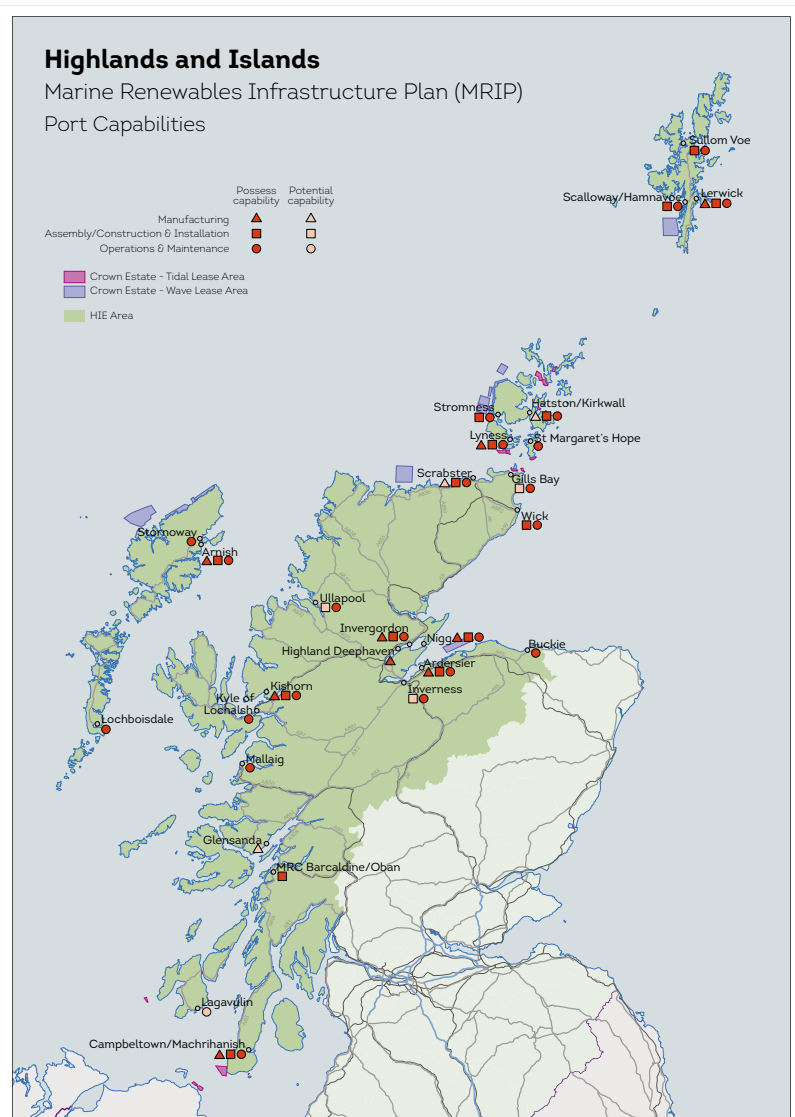 Highlands and Islands
Marine Renewables Infrastructure Plan (MRIP)
Port Capabilities
Possess capability
Potential capability
Manufacturing
Assembly/Construction & Installation
Operations & Maintenance
Crown Estate - Tidal Lease Area
Crown Estate - Wave Lease Area
HIE Area
Sullom Voe
Scalloway/Hamnavoe
Lerwick
Stromness
Hatston/Kirkwall
Lyness
St Margaret's Hope
Scrabster
Gills Bay
Wick
Stornoway
Arnish
Ullapool
Invergordon
Nigg
Highland Deephaven
Buckie
Ardersier
Kishorn
Inverness
Kyle of
Lochalsh
Lochboisdale
Mallaig
Glensanda
MRC Barcaldine/Oban
Lagavulin
Campbeltown/Machrihanish